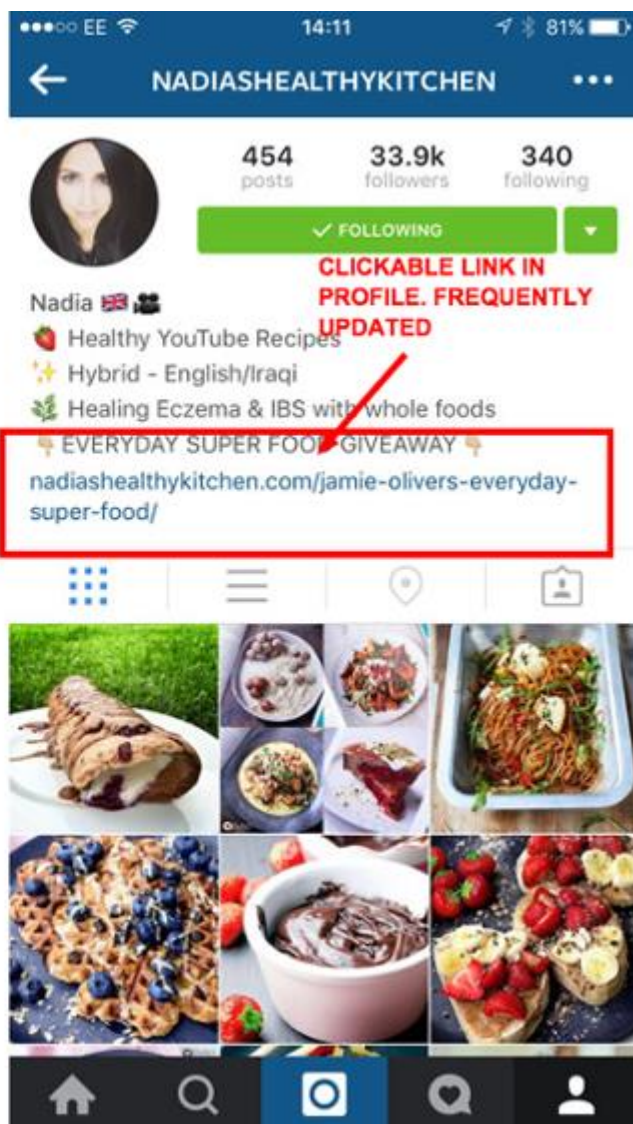 EE 14:11 81%
NADIASHEALTHYKITCHEN
454 33.9k 340
posts followers following
FOLLOWING
CLICKABLE LINK IN
PROFILE. FREQUENTLY
UPDATED
Nadia
Healthy YouTube Recipes
Hybrid - English/Iraqi
Healing Eczema & IBS with whole foods
EVERYDAY SUPER FOOD GIVEAWAY
nadiashealthykitchen.com/jamie-olivers-everyday-
super-food/